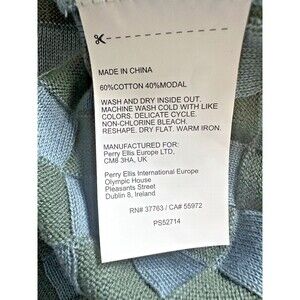 MADE IN CHINA
60%COTTON 40%MODAL
WASH AND DRY INSIDE OUT.
MACHINE WASH COLD WITH LIKE
COLORS. DELICATE CYCLE.
NON-CHLORINE BLEACH.
RESHAPE. DRY FLAT. WARM IRON.
MANUFACTURED FOR:
Perry Ellis Europe LTD,
CM8 3HA, UK
Perry Ellis International Europe
Olympic House
Pleasants Street
Dublin 8, Ireland
RN# 37763 / CA# 55972
PS52714